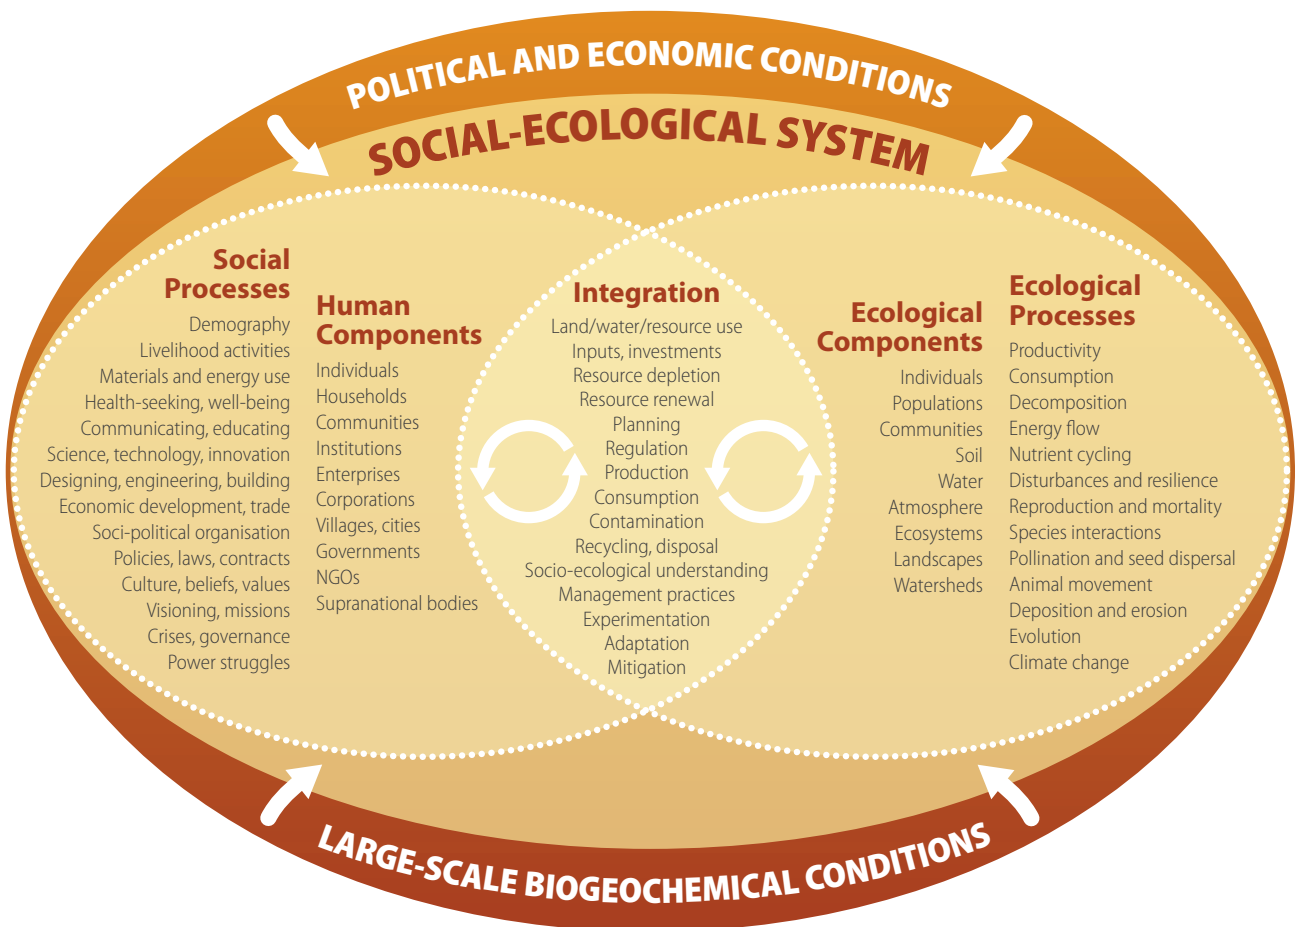 POLITICAL AND ECONOMIC CONDITIONS
SOCIAL-ECOLOGICAL SYSTEM
Social
Processes
Demography
Livelihood activities
Materials and energy use
Health-seeking, well-being
Communicating, educating
Science, technology, innovation
Designing, engineering, building
Economic development, trade
Soci-political organisation
Policies, laws, contracts
Culture, beliefs, values
Visioning, missions
Crises, governance
Power struggles
Human
Components
Individuals
Households
Communities
Institutions
Enterprises
Corporations
Villages, cities
Governments
NGOs
Supranational bodies
Integration
Land/water/resource use
Inputs, investments
Resource depletion
Resource renewal
Planning
Regulation
Production
Consumption
Contamination
Recycling, disposal
Socio-ecological understanding
Management practices
Experimentation
Adaptation
Mitigation
Ecological
Components
Individuals
Populations
Communities
Soil
Water
Atmosphere
Ecosystems
Landscapes
Watersheds
Ecological
Processes
Productivity
Consumption
Decomposition
Energy flow
Nutrient cycling
Disturbances and resilience
Reproduction and mortality
Species interactions
Pollination and seed dispersal
Animal movement
Deposition and erosion
Evolution
Climate change
LARGE-SCALE BIOGEOCHEMICAL CONDITIONS